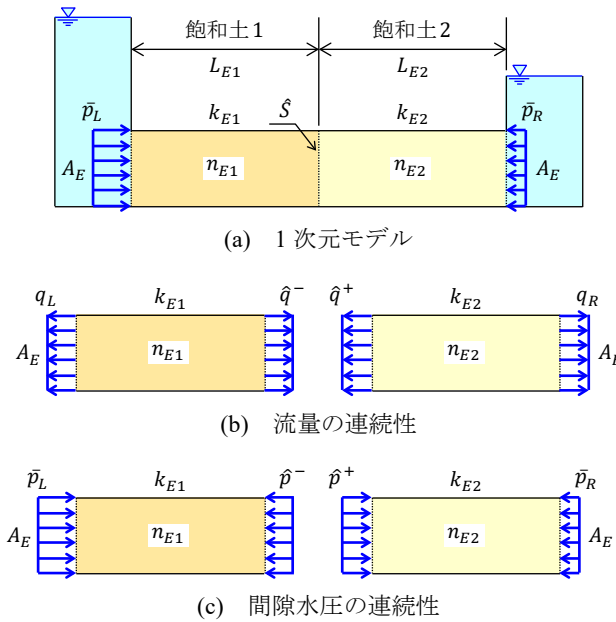 飽和土1 飽和土2
L_{E1} L_{E2}
p̄_L k_{E1} Ŝ k_{E2} p̄_R
A_E n_{E1} n_{E2} A_E
(a) 1次元モデル
q_L k_{E1} q̂^- q̂^+ k_{E2} q_R
A_E n_{E1} n_{E2} A_E
(b) 流量の連続性
p̄_L k_{E1} p̂^- p̂^+ k_{E2} p̄_R
A_E n_{E1} n_{E2} A_E
(c) 間隙水圧の連続性